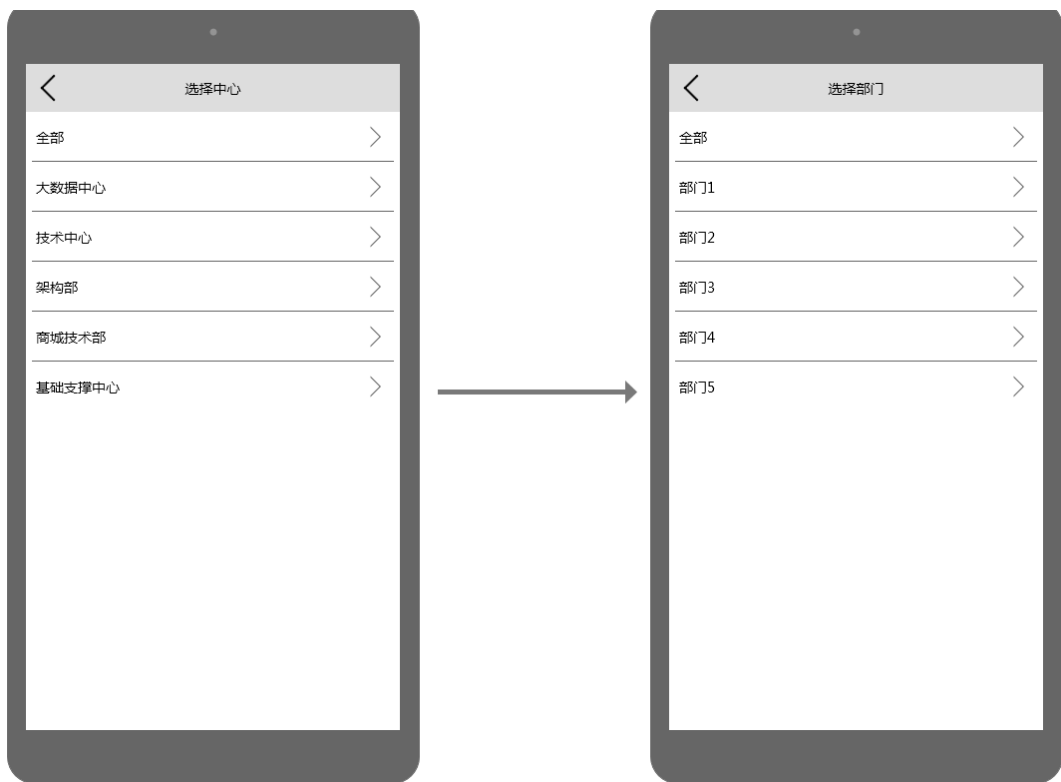 选择中心
全部
大数据中心
技术中心
架构部
商城技术部
基础支撑中心
选择部门
全部
部门1
部门2
部门3
部门4
部门5